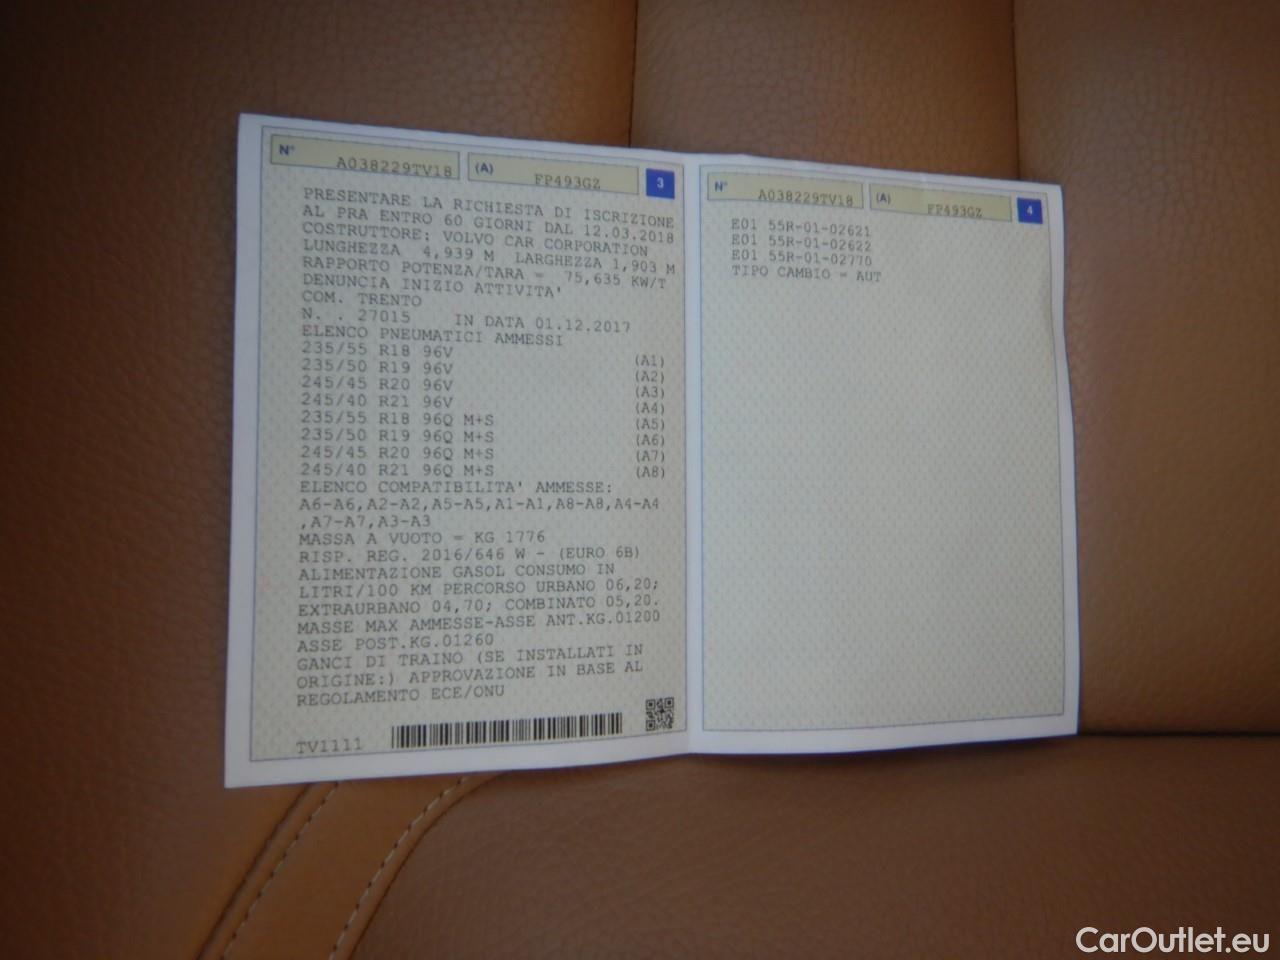 N° A038229TV18 (A) FP493GZ 3
PRESENTARE LA RICHIESTA DI ISCRIZIONE
AL PRA ENTRO 60 GIORNI DAL 12.03.2018
COSTRUTTORE: VOLVO CAR CORPORATION
LUNGHEZZA 4,939 M LARGHEZZA 1,903 M
RAPPORTO POTENZA/TARA = 75,635 KW/T
DENUNCIA INIZIO ATTIVITA'
COM. TRENTO
N. . 27015 IN DATA 01.12.2017
ELENCO PNEUMATICI AMMESSI
235/55 R18 96V (A1)
235/50 R19 96V (A2)
245/45 R20 96V (A3)
245/40 R21 96V (A4)
235/55 R18 96Q M+S (A5)
235/50 R19 96Q M+S (A6)
245/45 R20 96Q M+S (A7)
245/40 R21 96Q M+S (A8)
ELENCO COMPATIBILITA' AMMESSE:
A6-A6,A2-A2,A5-A5,A1-A1,A8-A8,A4-A4
,A7-A7,A3-A3
MASSA A VUOTO = KG 1776
RISP. REG. 2016/646 W - (EURO 6B)
ALIMENTAZIONE GASOL CONSUMO IN
LITRI/100 KM PERCORSO URBANO 06,20;
EXTRAURBANO 04,70; COMBINATO 05,20.
MASSE MAX AMMESSE-ASSE ANT.KG.01200
ASSE POST.KG.01260
GANCI DI TRAINO (SE INSTALLATI IN
ORIGINE:) APPROVAZIONE IN BASE AL
REGOLAMENTO ECE/ONU
TV1111
N° A038229TV18 (A) FP493GZ 4
E01 55R-01-02621
E01 55R-01-02622
E01 55R-01-02770
TIPO CAMBIO = AUT
CarOutlet.eu